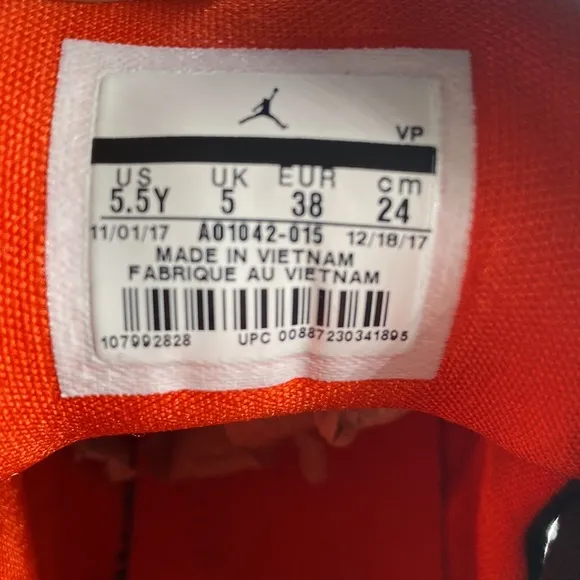 VP
US UK EUR cm
5.5Y 5 38 24
11/01/17 AO1042-015 12/18/17
MADE IN VIETNAM
FABRIQUE AU VIETNAM
107992828 UPC 00887230341895